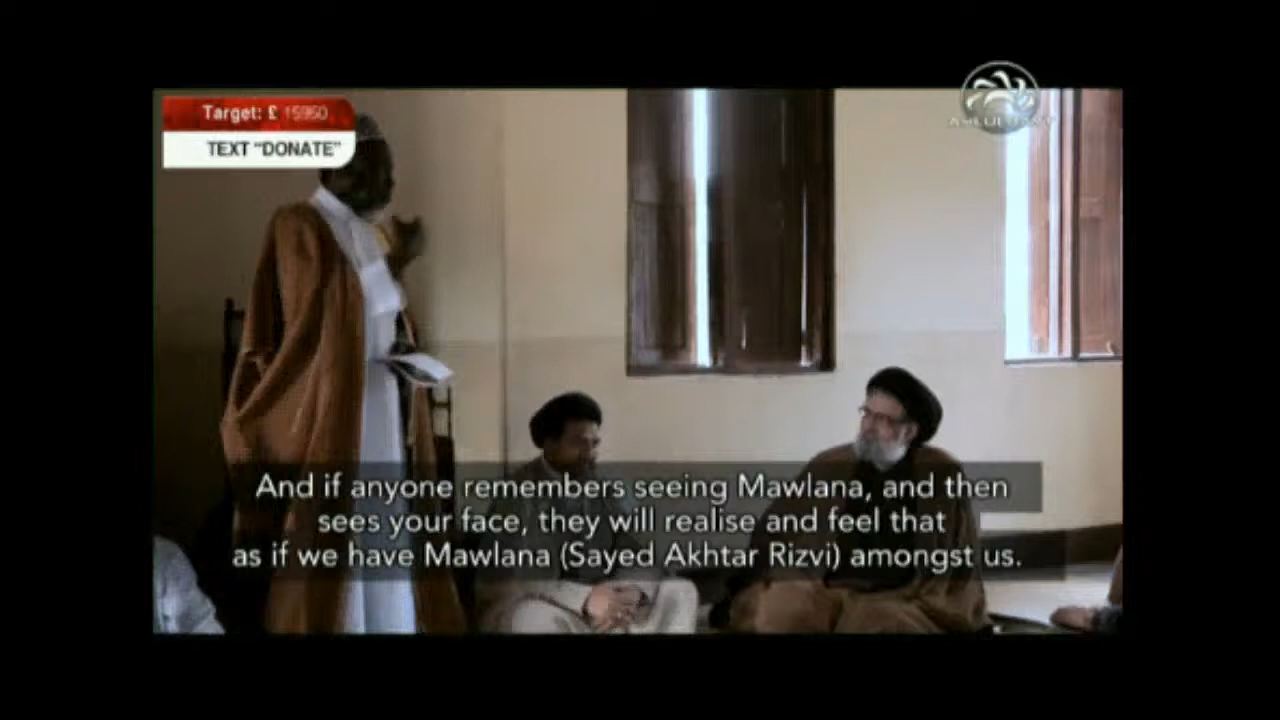 Target: £ 15950
TEXT “DONATE”
And if anyone remembers seeing Mawlana, and then
sees your face, they will realise and feel that
as if we have Mawlana (Sayed Akhtar Rizvi) amongst us.